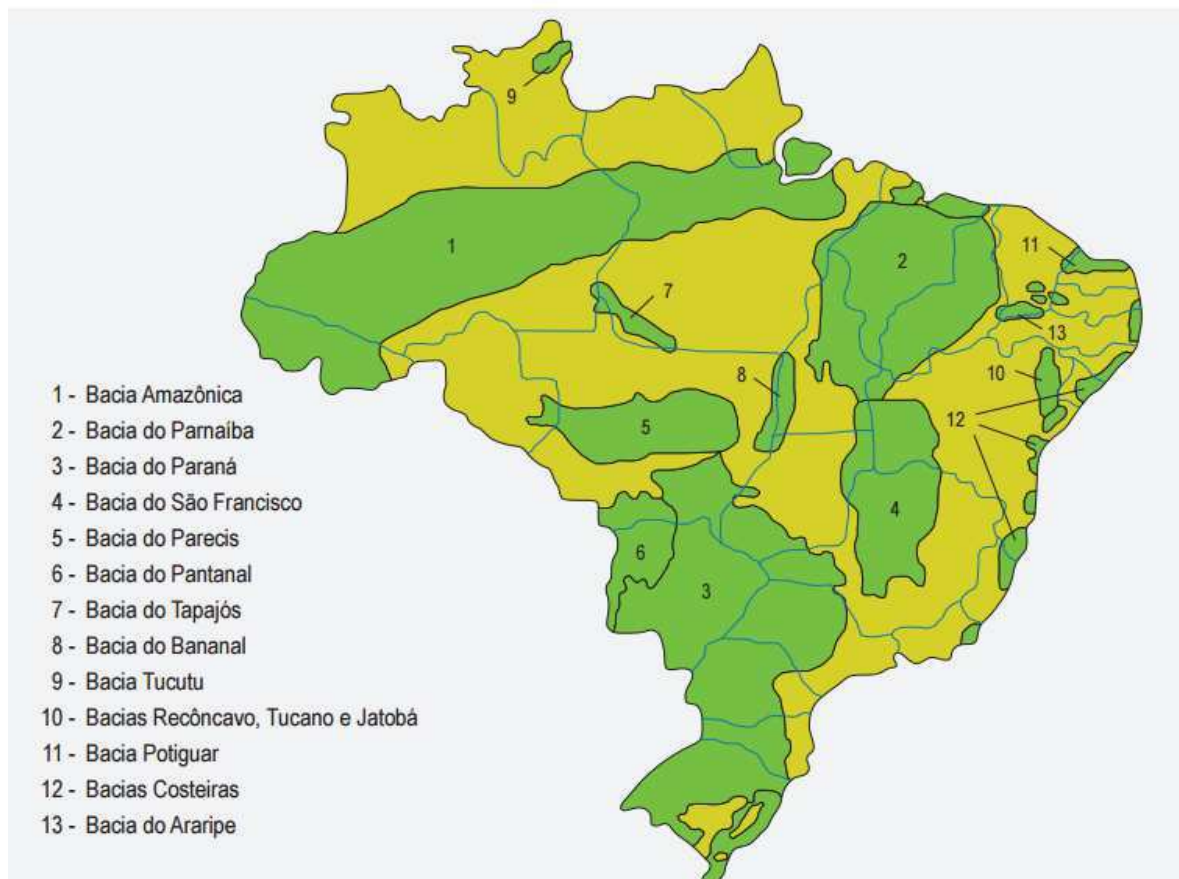 9
1
2
11
7
13
8
10
5
12
4
6
3
1 - Bacia Amazônica
2 - Bacia do Parnaíba
3 - Bacia do Paraná
4 - Bacia do São Francisco
5 - Bacia do Parecis
6 - Bacia do Pantanal
7 - Bacia do Tapajós
8 - Bacia do Bananal
9 - Bacia Tucutu
10 - Bacias Recôncavo, Tucano e Jatobá
11 - Bacia Potiguar
12 - Bacias Costeiras
13 - Bacia do Araripe